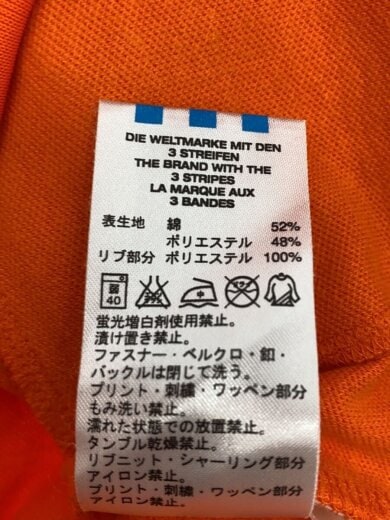 DIE WELTMARKE MIT DEN
3 STREIFEN
THE BRAND WITH THE
3 STRIPES
LA MARQUE AUX
3 BANDES
表生地 綿 52%
ポリエステル 48%
リブ部分 ポリエステル 100%
弱 40
蛍光増白剤使用禁止。
漬け置き禁止。
ファスナー・ベルクロ・釦・
バックルは閉じて洗う。
プリント・刺繍・ワッペン部分
もみ洗い禁止。
濡れた状態での放置禁止。
タンブル乾燥禁止。
リブニット・シャーリング部分
アイロン禁止。
プリント・刺繍・ワッペン部分
アイロン禁止。